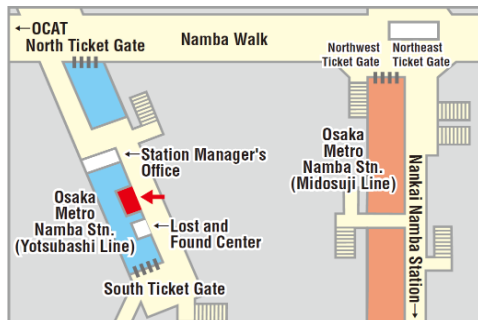 ←OCAT
North Ticket Gate
Namba Walk
Northwest
Ticket Gate
Northeast
Ticket Gate
←Station Manager's
Office
Osaka
Metro
Namba Stn.
(Yotsubashi Line)
←Lost and
Found Center
South Ticket Gate
Osaka
Metro
Namba Stn.
(Midosuji Line)
Nankai Namba Station→